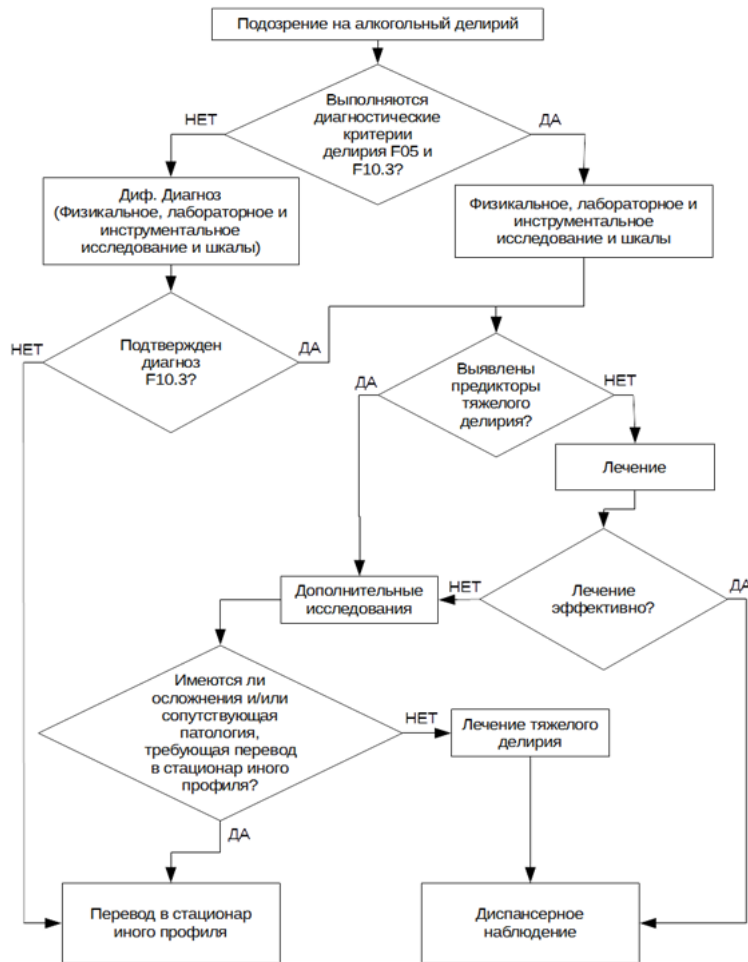 Подозрение на алкогольный делирий
Выполняются
диагностические
критерии
делирия F05 и
F10.3?
НЕТ
ДА
Диф. Диагноз
(Физикальное, лабораторное и
инструментальное
исследование и шкалы)
Физикальное, лабораторное и
инструментальное
исследование и шкалы
НЕТ
Подтвержден
диагноз
F10.3?
ДА
ДА
Выявлены
предикторы
тяжелого
делирия?
НЕТ
Лечение
Дополнительные
исследования
НЕТ
Лечение
эффективно?
ДА
Имеются ли
осложнения и/или
сопутствующая
патология,
требующая перевод
в стационар иного
профиля?
НЕТ
Лечение тяжелого
делирия
ДА
Перевод в стационар
иного профиля
Диспансерное
наблюдение